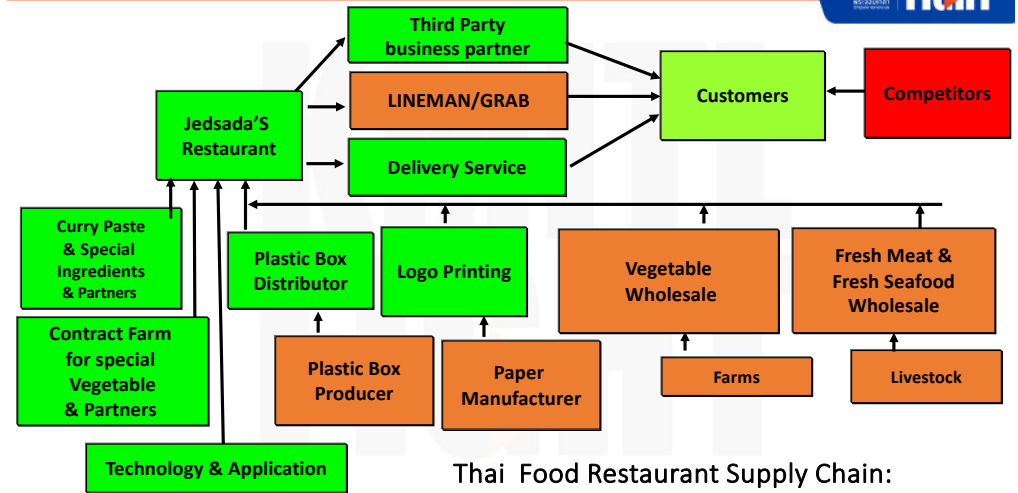 Third Party
business partner
LINEMAN/GRAB
Customers
Competitors
Jedsada’S
Restaurant
Delivery Service
Curry Paste
& Special
Ingredients
& Partners
Plastic Box
Distributor
Logo Printing
Vegetable
Wholesale
Fresh Meat &
Fresh Seafood
Wholesale
Contract Farm
for special
Vegetable
& Partners
Plastic Box
Producer
Paper
Manufacturer
Farms
Livestock
Technology & Application
Thai Food Restaurant Supply Chain: